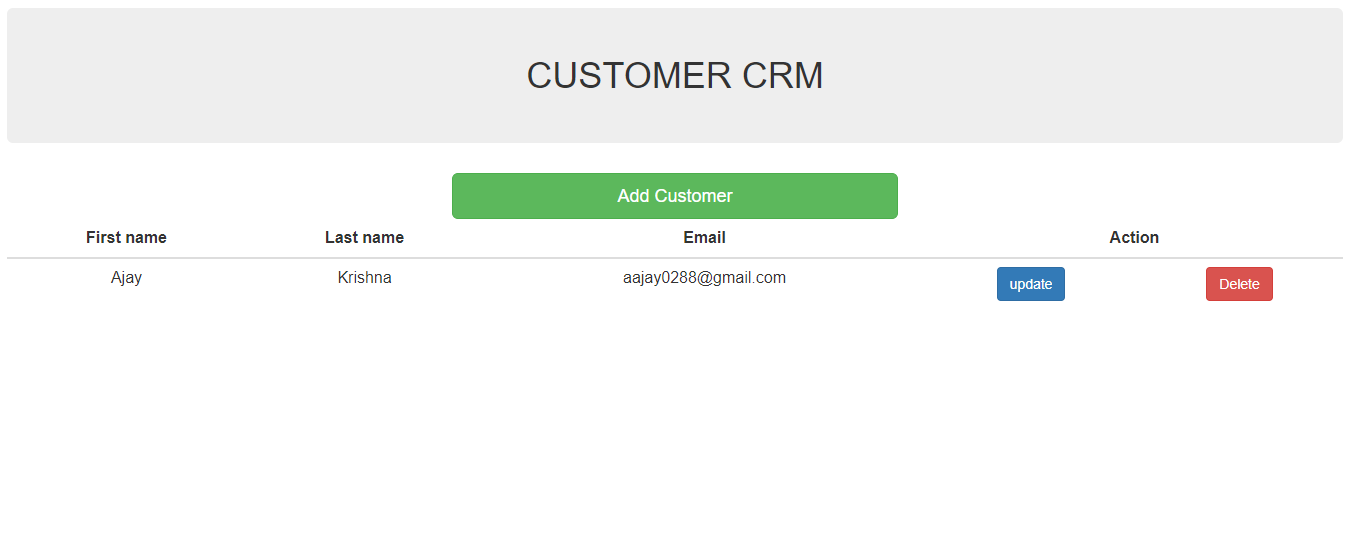 CUSTOMER CRM
Add Customer
First name Last name Email Action
Ajay Krishna aajay0288@gmail.com update Delete